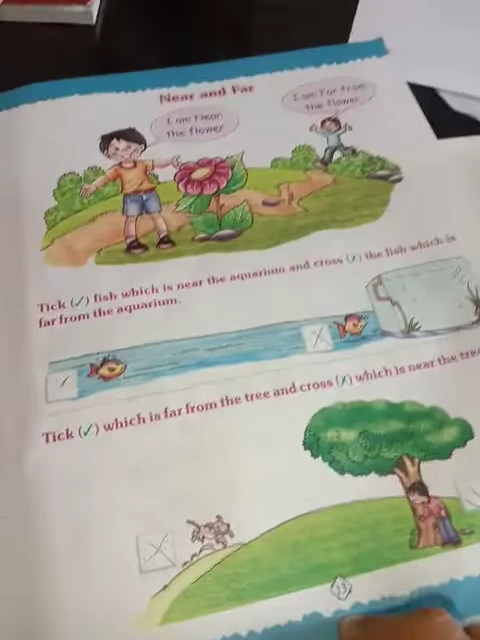 Near and Far
I am Near
the flower
I am Far from
the flower
Tick (✓) fish which is near the aquarium and cross (✗) the fish which is
far from the aquarium.
Tick (✓) which is far from the tree and cross (✗) which is near the tree